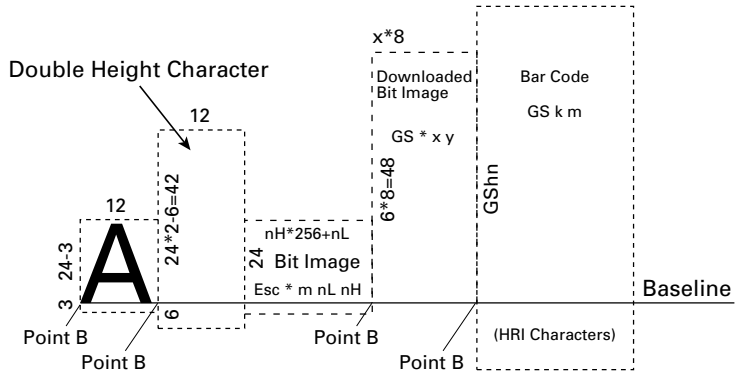 x*8
Double Height Character
Downloaded
Bit Image
Bar Code
GS k m
GS * x y
12
12
24*2-6=42
6*8=48
GShn
24-3
A
24
nH*256+nL
Bit Image
Esc * m nL nH
3
6
Baseline
Point B
Point B
Point B
Point B
(HRI Characters)